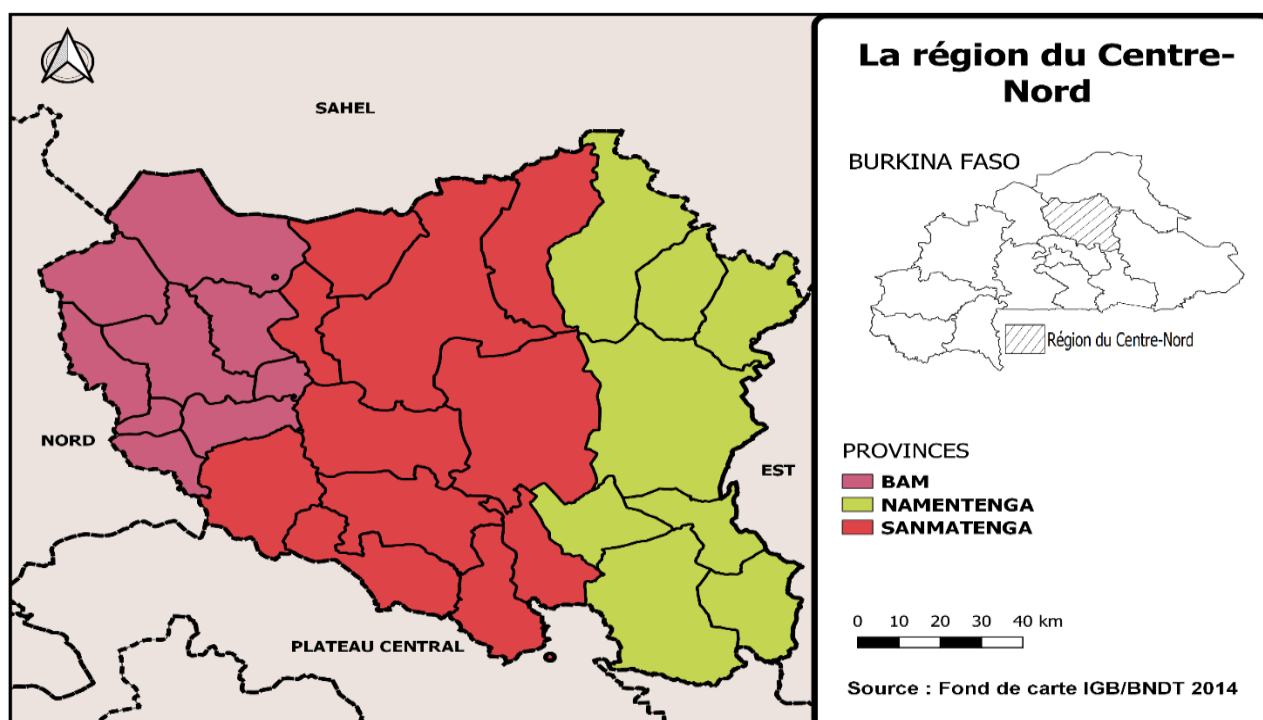 SAHEL
NORD
EST
PLATEAU CENTRAL
La région du Centre-
Nord
BURKINA FASO
Région du Centre-Nord
PROVINCES
BAM
NAMENTENGA
SANMATENGA
0 10 20 30 40 km
Source : Fond de carte IGB/BNDT 2014